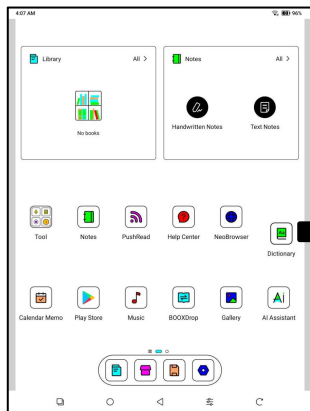 4:07 AM 96%
Library All > Notes All >
No books Handwritten Notes Text Notes
Tool Notes PushRead Help Center NeoBrowser
Dictionary
Calendar Memo Play Store Music BOOXDrop Gallery AI Assistant